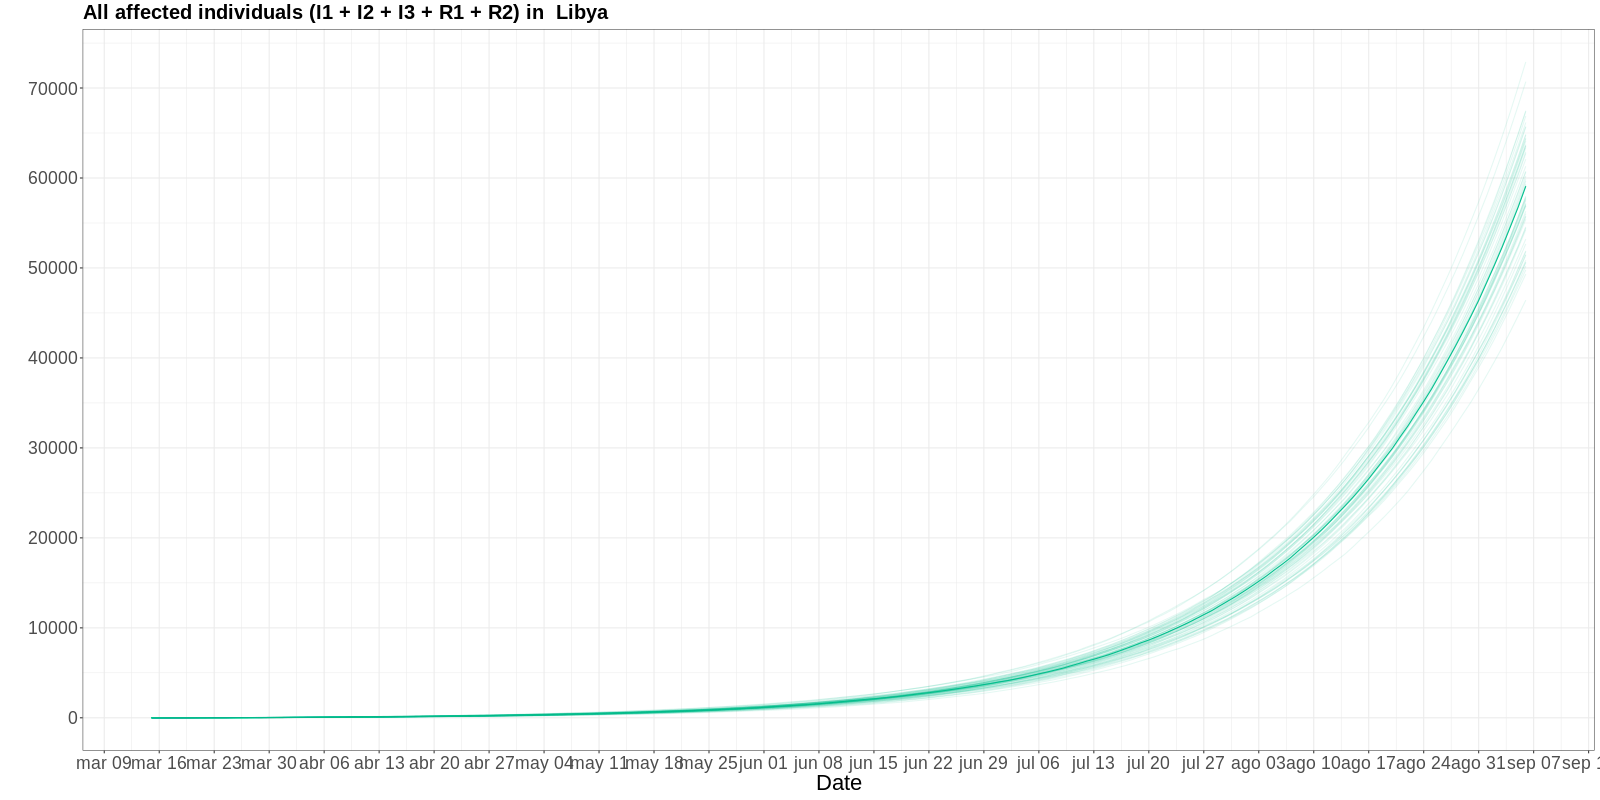 All affected individuals (I1 + I2 + I3 + R1 + R2) in  Libya
70000
60000
50000
40000
30000
20000
10000
0
mar 09 mar 16 mar 23 mar 30 abr 06 abr 13 abr 20 abr 27 may 04 may 11 may 18 may 25 jun 01 jun 08 jun 15 jun 22 jun 29 jul 06 jul 13 jul 20 jul 27 ago 03 ago 10 ago 17 ago 24 ago 31 sep 07 sep
Date